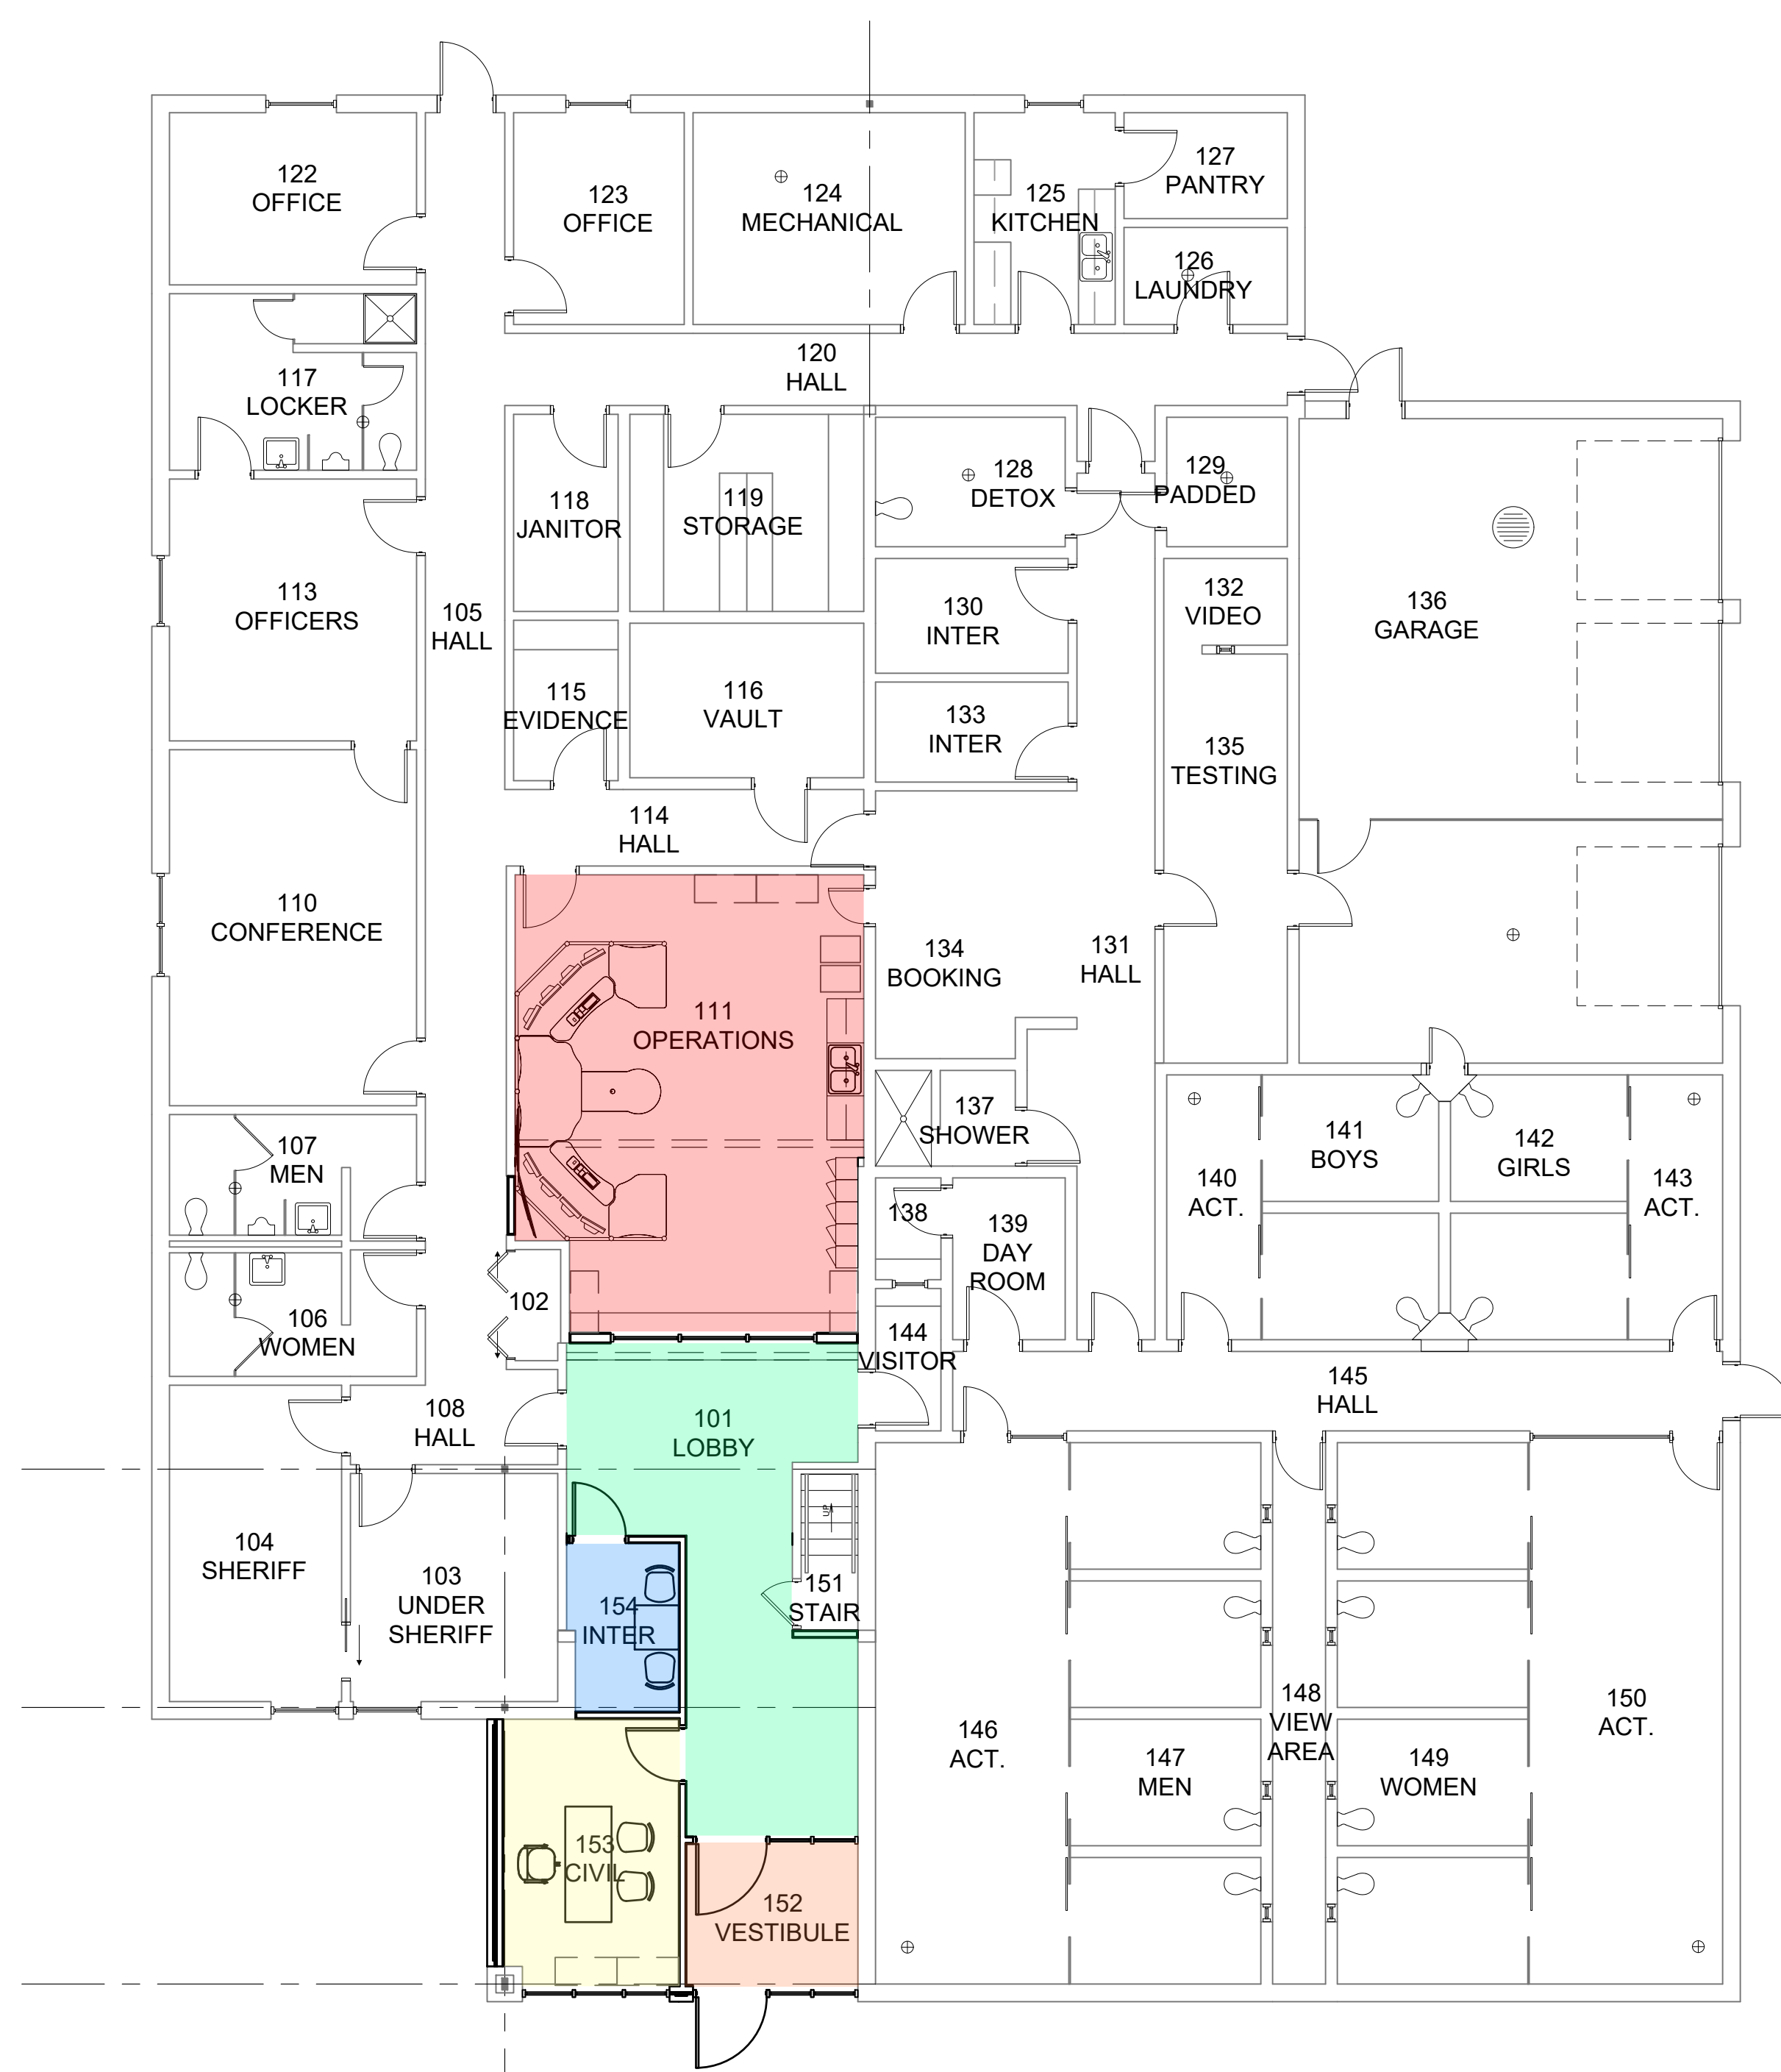 122
OFFICE
123
OFFICE
124
MECHANICAL
125
KITCHEN
127
PANTRY
126
LAUNDRY
120
HALL
117
LOCKER
118
JANITOR
119
STORAGE
128
DETOX
129
PADDED
113
OFFICERS
105
HALL
130
INTER
132
VIDEO
136
GARAGE
115
EVIDENCE
116
VAULT
133
INTER
135
TESTING
114
HALL
110
CONFERENCE
111
OPERATIONS
134
BOOKING
131
HALL
107
MEN
137
SHOWER
141
BOYS
142
GIRLS
140
ACT.
143
ACT.
138
139
DAY
ROOM
102
106
WOMEN
144
VISITOR
145
HALL
108
HALL
101
LOBBY
UP
104
SHERIFF
103
UNDER
SHERIFF
154
INTER
151
STAIR
146
ACT.
147
MEN
148
VIEW
AREA
149
WOMEN
150
ACT.
153
CIVIL
152
VESTIBULE